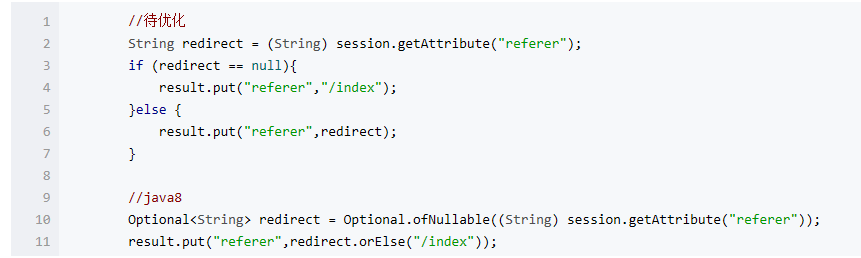 1 //待优化
2 String redirect = (String) session.getAttribute("referer");
3 if (redirect == null){
4     result.put("referer","/index");
5 }else {
6     result.put("referer",redirect);
7 }
8
9 //java8
10 Optional<String> redirect = Optional.ofNullable((String) session.getAttribute("referer"));
11 result.put("referer",redirect.orElse("/index"));